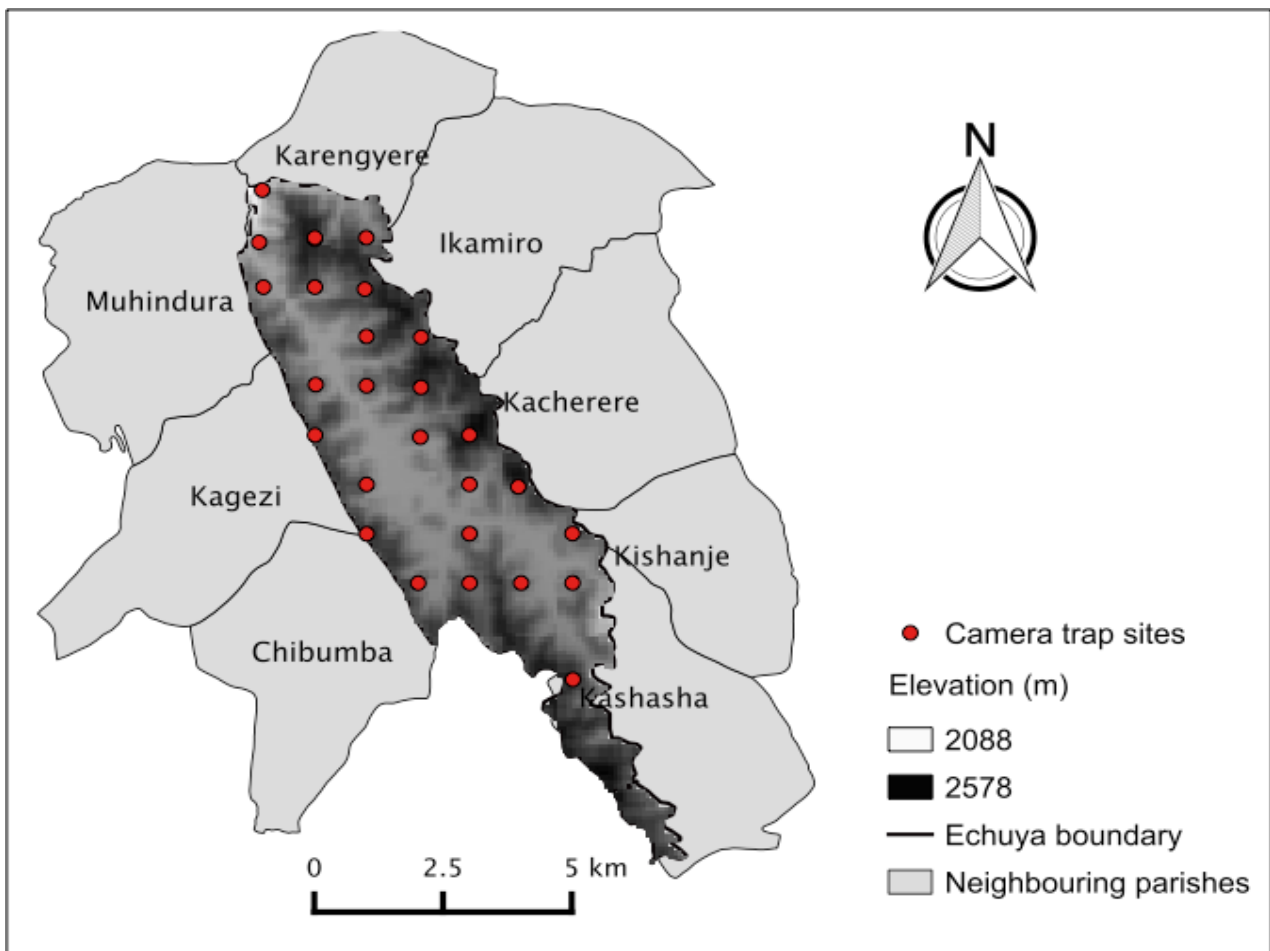 N
Karengyere
Ikamiro
Muhindura
Kacherere
Kagezi
Kishanje
Chibumba
Kashasha
Camera trap sites
Elevation (m)
2088
2578
Echuya boundary
Neighbouring parishes
0 2.5 5 km